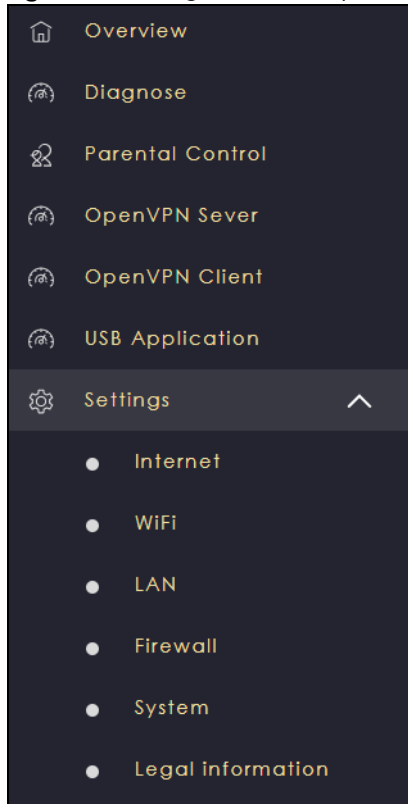 Overview
Diagnose
Parental Control
OpenVPN Sever
OpenVPN Client
USB Application
Settings
Internet
WiFi
LAN
Firewall
System
Legal information